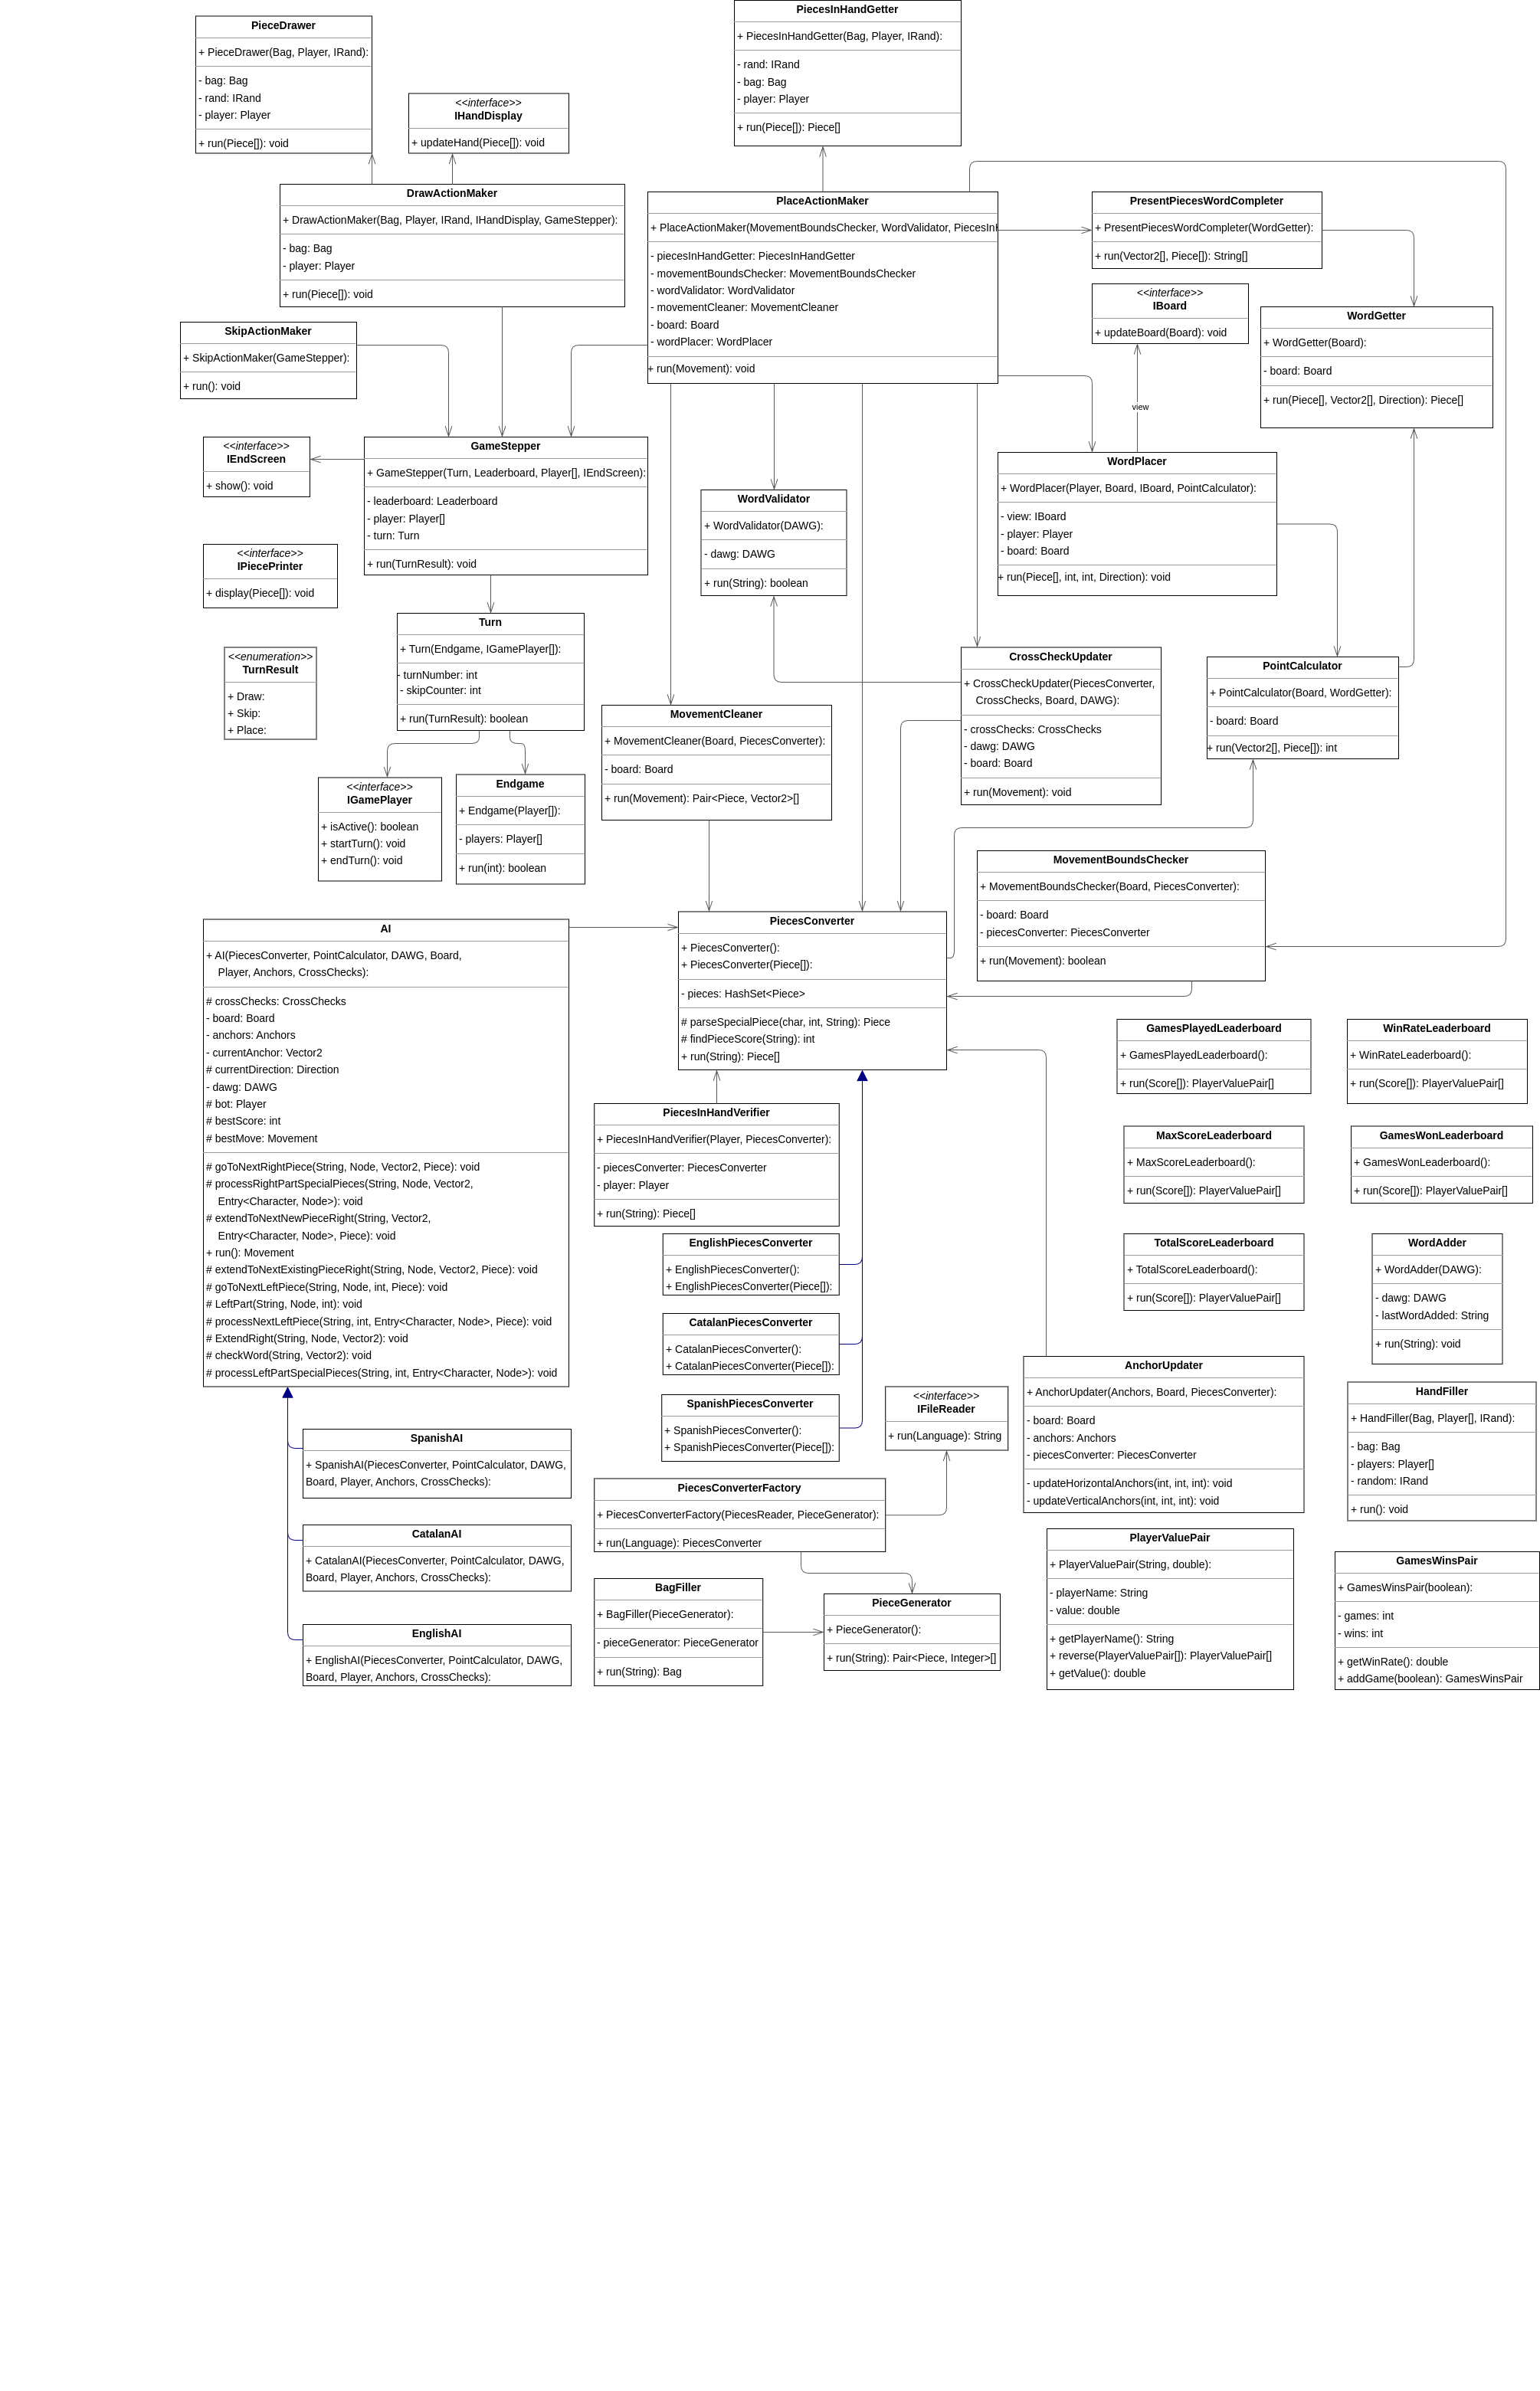 PieceDrawer
+ PieceDrawer(Bag, Player, IRand):
- bag: Bag
- rand: IRand
- player: Player
+ run(Piece[]): void
<<interface>>
IHandDisplay
+ updateHand(Piece[]): void
PiecesInHandGetter
+ PiecesInHandGetter(Bag, Player, IRand):
- rand: IRand
- bag: Bag
- player: Player
+ run(Piece[]): Piece[]
DrawActionMaker
+ DrawActionMaker(Bag, Player, IRand, IHandDisplay, GameStepper):
- bag: Bag
- player: Player
+ run(Piece[]): void
PlaceActionMaker
+ PlaceActionMaker(MovementBoundsChecker, WordValidator, PiecesInH
- piecesInHandGetter: PiecesInHandGetter
- movementBoundsChecker: MovementBoundsChecker
- wordValidator: WordValidator
- movementCleaner: MovementCleaner
- board: Board
- wordPlacer: WordPlacer
+ run(Movement): void
PresentPiecesWordCompleter
+ PresentPiecesWordCompleter(WordGetter):
+ run(Vector2[], Piece[]): String[]
<<interface>>
IBoard
+ updateBoard(Board): void
WordGetter
+ WordGetter(Board):
- board: Board
+ run(Piece[], Vector2[], Direction): Piece[]
SkipActionMaker
+ SkipActionMaker(GameStepper):
+ run(): void
view
<<interface>>
IEndScreen
+ show(): void
GameStepper
+ GameStepper(Turn, Leaderboard, Player[], IEndScreen):
- leaderboard: Leaderboard
- player: Player[]
- turn: Turn
+ run(TurnResult): void
WordValidator
+ WordValidator(DAWG):
- dawg: DAWG
+ run(String): boolean
WordPlacer
+ WordPlacer(Player, Board, IBoard, PointCalculator):
- view: IBoard
- player: Player
- board: Board
+ run(Piece[], int, int, Direction): void
<<interface>>
IPiecePrinter
+ display(Piece[]): void
Turn
+ Turn(Endgame, IGamePlayer[]):
- turnNumber: int
- skipCounter: int
+ run(TurnResult): boolean
<<enumeration>>
TurnResult
+ Draw:
+ Skip:
+ Place:
CrossCheckUpdater
+ CrossCheckUpdater(PiecesConverter,
CrossChecks, Board, DAWG):
- crossChecks: CrossChecks
- dawg: DAWG
- board: Board
+ run(Movement): void
PointCalculator
+ PointCalculator(Board, WordGetter):
- board: Board
+ run(Vector2[], Piece[]): int
MovementCleaner
+ MovementCleaner(Board, PiecesConverter):
- board: Board
+ run(Movement): Pair<Piece, Vector2>[]
<<interface>>
IGamePlayer
+ isActive(): boolean
+ startTurn(): void
+ endTurn(): void
Endgame
+ Endgame(Player[]):
- players: Player[]
+ run(int): boolean
MovementBoundsChecker
+ MovementBoundsChecker(Board, PiecesConverter):
- board: Board
- piecesConverter: PiecesConverter
+ run(Movement): boolean
AI
+ AI(PiecesConverter, PointCalculator, DAWG, Board,
Player, Anchors, CrossChecks):
# crossChecks: CrossChecks
- board: Board
- anchors: Anchors
- currentAnchor: Vector2
# currentDirection: Direction
- dawg: DAWG
# bot: Player
# bestScore: int
# bestMove: Movement
# goToNextRightPiece(String, Node, Vector2, Piece): void
# processRightPartSpecialPieces(String, Node, Vector2,
Entry<Character, Node>): void
# extendToNextNewPieceRight(String, Vector2,
Entry<Character, Node>, Piece): void
+ run(): Movement
# extendToNextExistingPieceRight(String, Node, Vector2, Piece): void
# goToNextLeftPiece(String, Node, int, Piece): void
# LeftPart(String, Node, int): void
# processNextLeftPiece(String, int, Entry<Character, Node>, Piece): void
# ExtendRight(String, Node, Vector2): void
# checkWord(String, Vector2): void
# processLeftPartSpecialPieces(String, int, Entry<Character, Node>): void
PiecesConverter
+ PiecesConverter():
+ PiecesConverter(Piece[]):
- pieces: HashSet<Piece>
# parseSpecialPiece(char, int, String): Piece
# findPieceScore(String): int
+ run(String): Piece[]
GamesPlayedLeaderboard
+ GamesPlayedLeaderboard():
+ run(Score[]): PlayerValuePair[]
WinRateLeaderboard
+ WinRateLeaderboard():
+ run(Score[]): PlayerValuePair[]
PiecesInHandVerifier
+ PiecesInHandVerifier(Player, PiecesConverter):
- piecesConverter: PiecesConverter
- player: Player
+ run(String): Piece[]
MaxScoreLeaderboard
+ MaxScoreLeaderboard():
+ run(Score[]): PlayerValuePair[]
GamesWonLeaderboard
+ GamesWonLeaderboard():
+ run(Score[]): PlayerValuePair[]
EnglishPiecesConverter
+ EnglishPiecesConverter():
+ EnglishPiecesConverter(Piece[]):
TotalScoreLeaderboard
+ TotalScoreLeaderboard():
+ run(Score[]): PlayerValuePair[]
WordAdder
+ WordAdder(DAWG):
- dawg: DAWG
- lastWordAdded: String
+ run(String): void
CatalanPiecesConverter
+ CatalanPiecesConverter():
+ CatalanPiecesConverter(Piece[]):
SpanishPiecesConverter
+ SpanishPiecesConverter():
+ SpanishPiecesConverter(Piece[]):
<<interface>>
IFileReader
+ run(Language): String
AnchorUpdater
+ AnchorUpdater(Anchors, Board, PiecesConverter):
- board: Board
- anchors: Anchors
- piecesConverter: PiecesConverter
- updateHorizontalAnchors(int, int, int): void
- updateVerticalAnchors(int, int, int): void
HandFiller
+ HandFiller(Bag, Player[], IRand):
- bag: Bag
- players: Player[]
- random: IRand
+ run(): void
SpanishAI
+ SpanishAI(PiecesConverter, PointCalculator, DAWG,
Board, Player, Anchors, CrossChecks):
PiecesConverterFactory
+ PiecesConverterFactory(PiecesReader, PieceGenerator):
+ run(Language): PiecesConverter
CatalanAI
+ CatalanAI(PiecesConverter, PointCalculator, DAWG,
Board, Player, Anchors, CrossChecks):
PlayerValuePair
+ PlayerValuePair(String, double):
- playerName: String
- value: double
+ getPlayerName(): String
+ reverse(PlayerValuePair[]): PlayerValuePair[]
+ getValue(): double
GamesWinsPair
+ GamesWinsPair(boolean):
- games: int
- wins: int
+ getWinRate(): double
+ addGame(boolean): GamesWinsPair
BagFiller
+ BagFiller(PieceGenerator):
- pieceGenerator: PieceGenerator
+ run(String): Bag
PieceGenerator
+ PieceGenerator():
+ run(String): Pair<Piece, Integer>[]
EnglishAI
+ EnglishAI(PiecesConverter, PointCalculator, DAWG,
Board, Player, Anchors, CrossChecks):